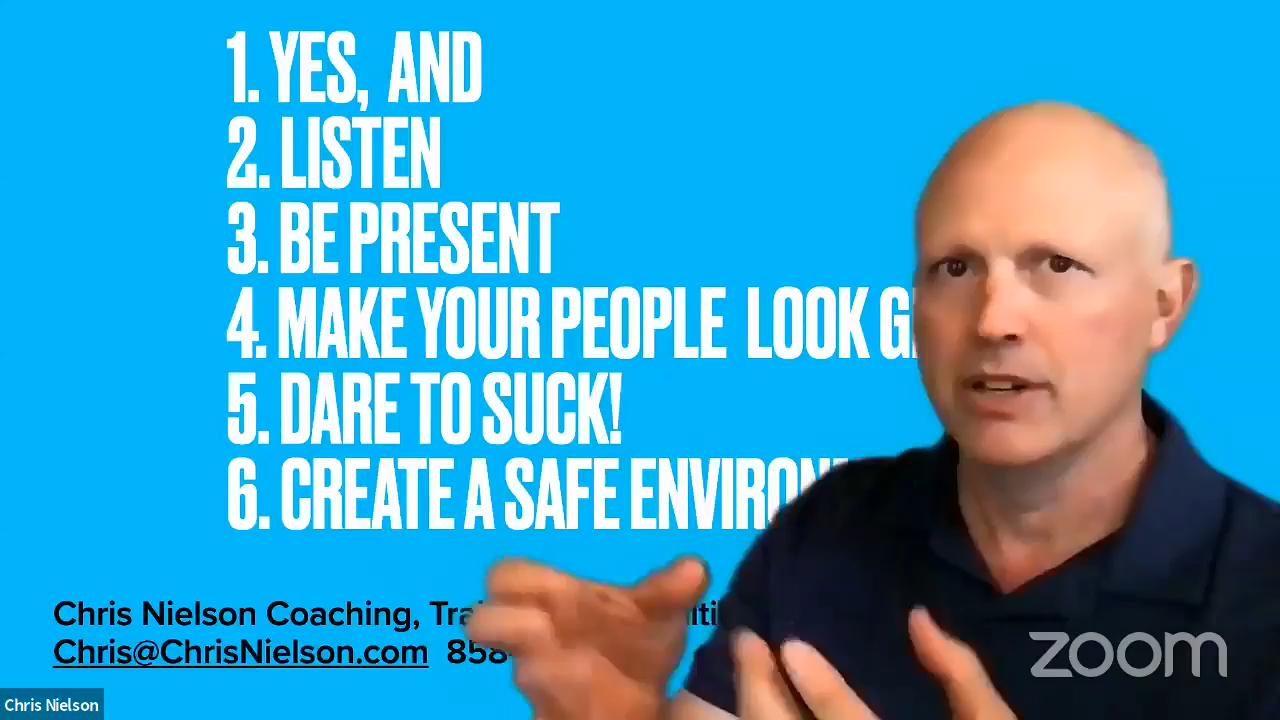 1. YES, AND
2. LISTEN
3. BE PRESENT
4. MAKE YOUR PEOPLE LOOK
5. DARE TO SUCK!
6. CREATE A SAFE
Chris Nielson Coaching,
Chris@ChrisNielson.com 858
zoom
Chris Nielson